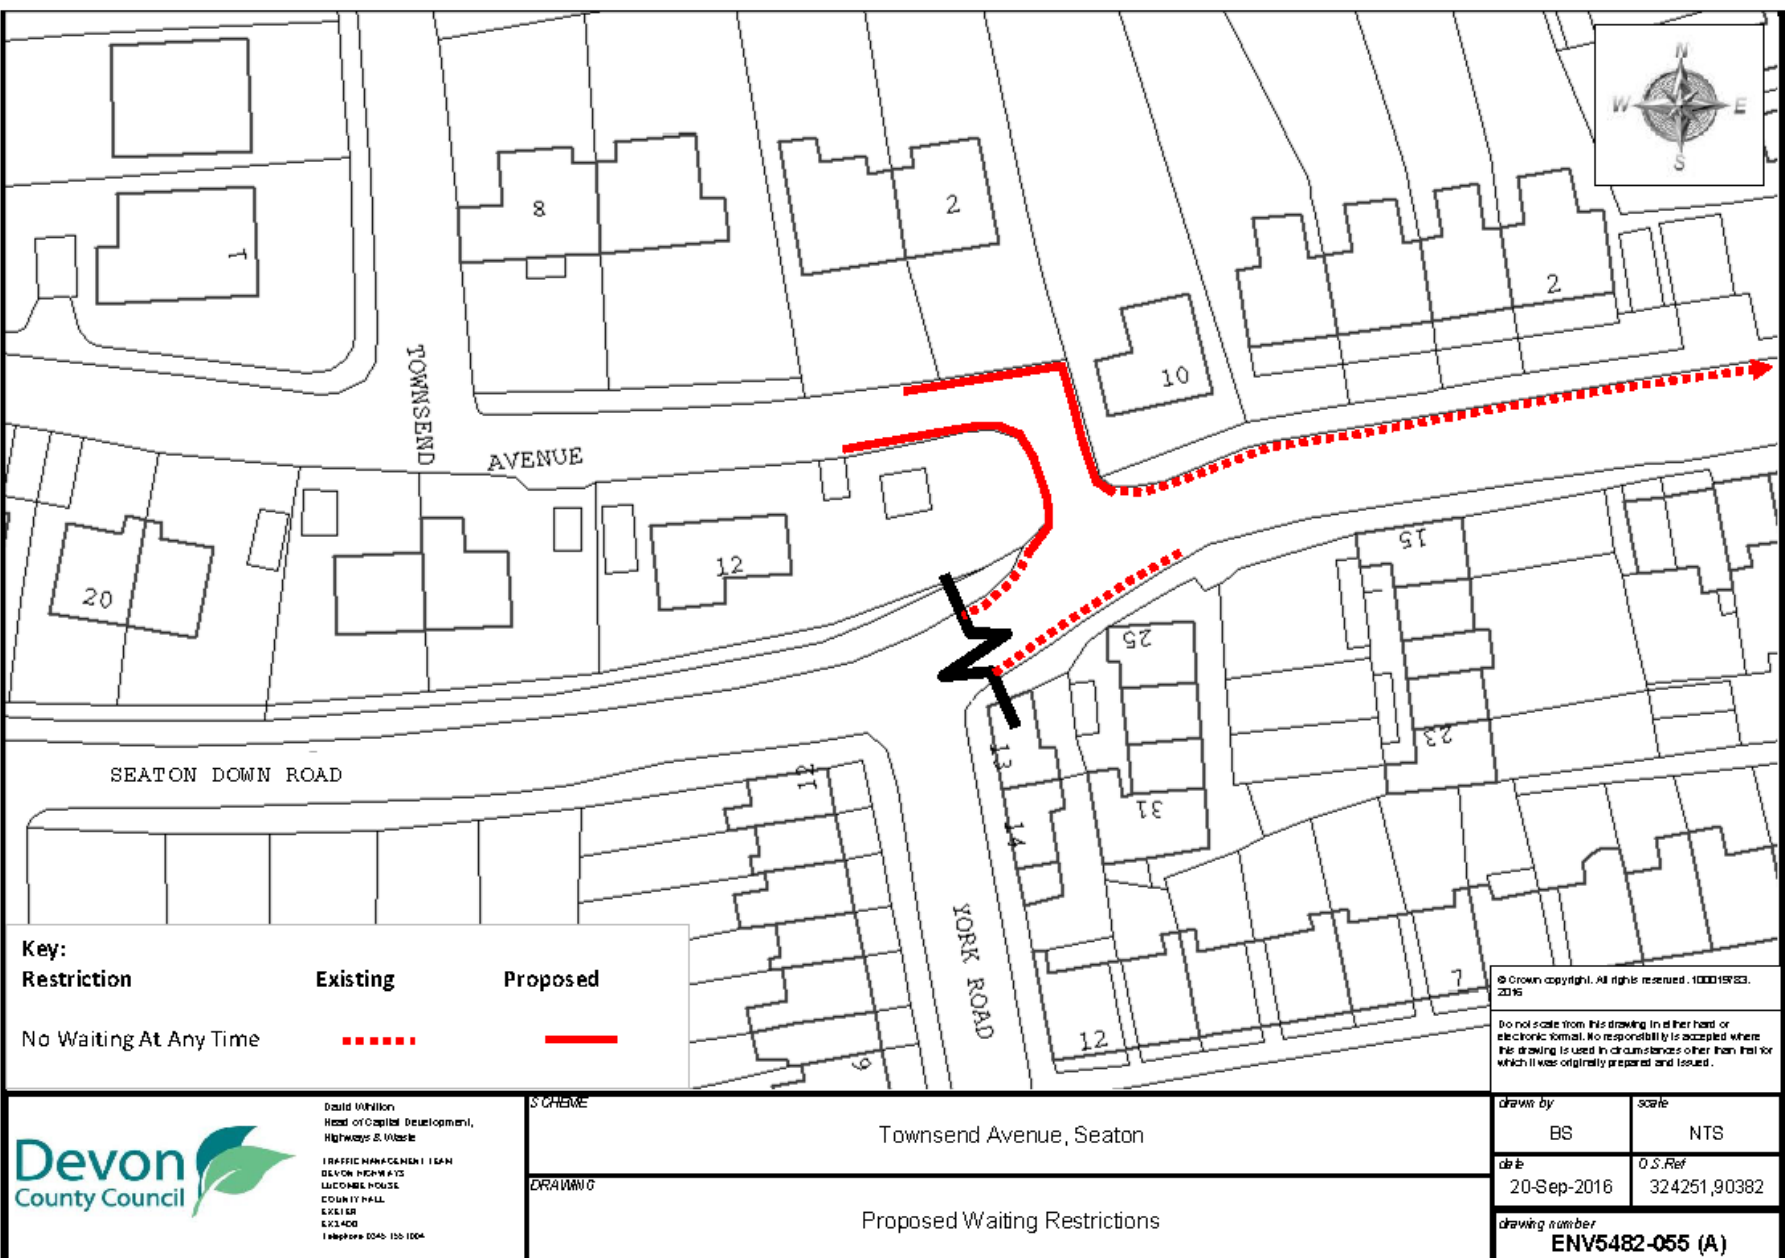 N
W E
S
8
2
1
2
10
TOWNSEND
AVENUE
15
12
20
25
23
SEATON DOWN ROAD
12
13
31
14
YORK ROAD
7
12
9
Key:
Restriction Existing Proposed
No Waiting At Any Time
© Crown copyright. All rights reserved. 100019783.
2016
Do not scale from this drawing in either hard or
electronic format. No responsibility is accepted where
this drawing is used in circumstances other than that for
which it was originally prepared and issued.
Devon
County Council
David Whitton
Head of Capital Development,
Highways & Waste
TRAFFIC MANAGEMENT TEAM
DEVON HIGHWAYS
LUCOMBE HOUSE
COUNTY HALL
EXETER
EX2 4QD
Telephone 0345 155 1004
SCHEME
Townsend Avenue, Seaton
DRAWING
Proposed Waiting Restrictions
drawn by scale
BS NTS
date O.S.Ref
20-Sep-2016 324251,90382
drawing number
ENV5482-055 (A)